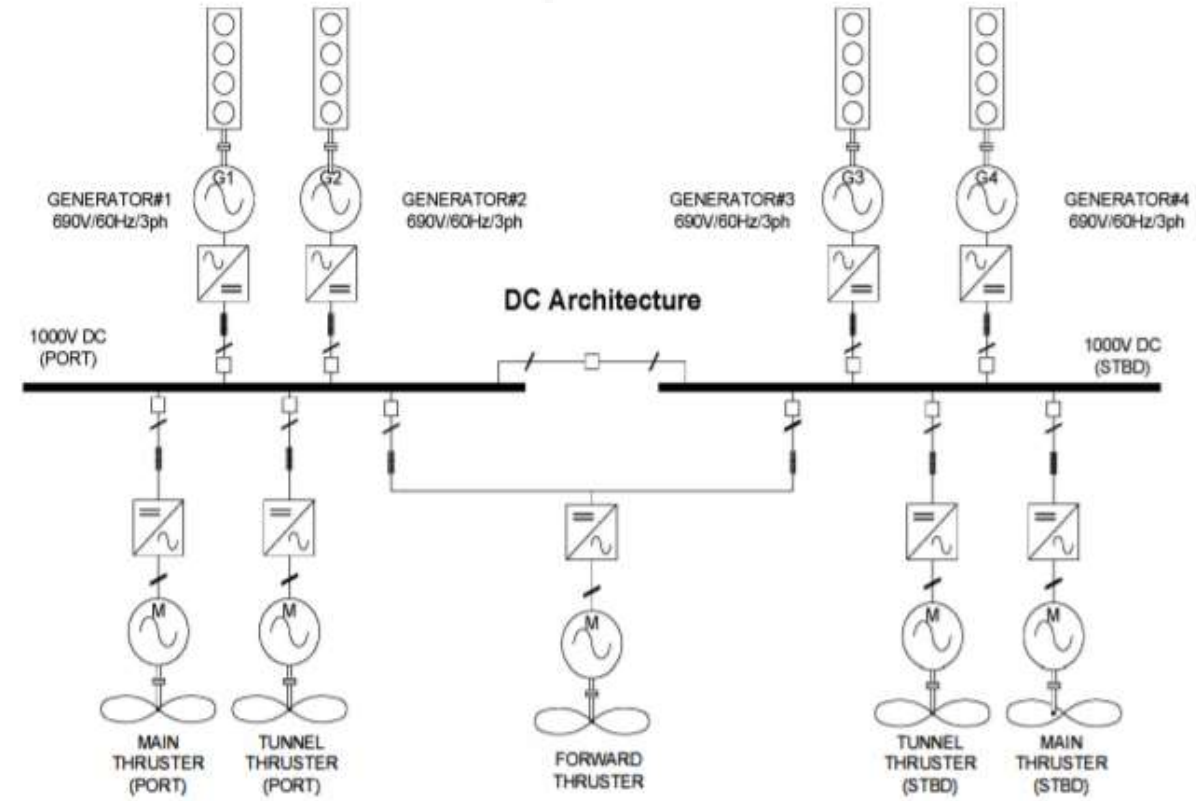 G1
G2
G3
G4
GENERATOR#1
690V/60Hz/3ph
GENERATOR#2
690V/60Hz/3ph
GENERATOR#3
690V/60Hz/3ph
GENERATOR#4
690V/60Hz/3ph
DC Architecture
1000V DC
(PORT)
1000V DC
(STBD)
M
M
M
M
M
MAIN
THRUSTER
(PORT)
TUNNEL
THRUSTER
(PORT)
FORWARD
THRUSTER
TUNNEL
THRUSTER
(STBD)
MAIN
THRUSTER
(STBD)